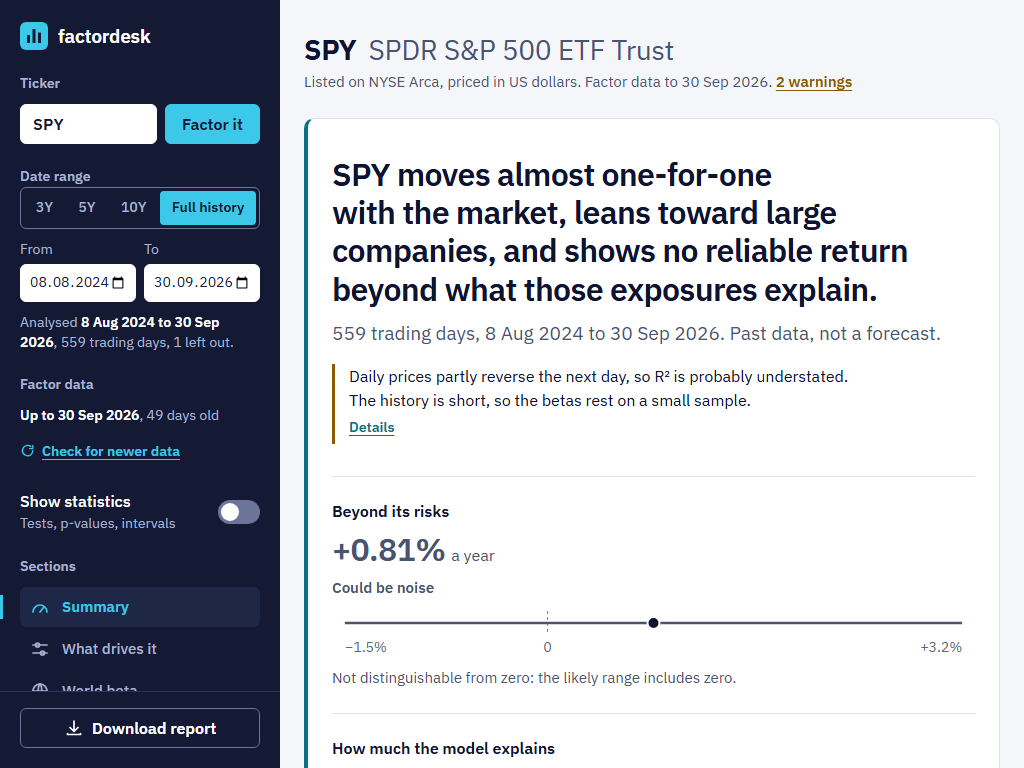 factordesk
Ticker
SPY
Factor it
Date range
3Y 5Y 10Y Full history
From To
08.08.2024 30.09.2026
Analysed 8 Aug 2024 to 30 Sep
2026, 559 trading days, 1 left out.
Factor data
Up to 30 Sep 2026, 49 days old
Check for newer data
Show statistics
Tests, p-values, intervals
Sections
Summary
What drives it
World beta
Download report
SPY SPDR S&P 500 ETF Trust
Listed on NYSE Arca, priced in US dollars. Factor data to 30 Sep 2026. 2 warnings
SPY moves almost one-for-one
with the market, leans toward large
companies, and shows no reliable return
beyond what those exposures explain.
559 trading days, 8 Aug 2024 to 30 Sep 2026. Past data, not a forecast.
Daily prices partly reverse the next day, so R² is probably understated.
The history is short, so the betas rest on a small sample.
Details
Beyond its risks
+0.81% a year
Could be noise
−1.5% 0 +3.2%
Not distinguishable from zero: the likely range includes zero.
How much the model explains